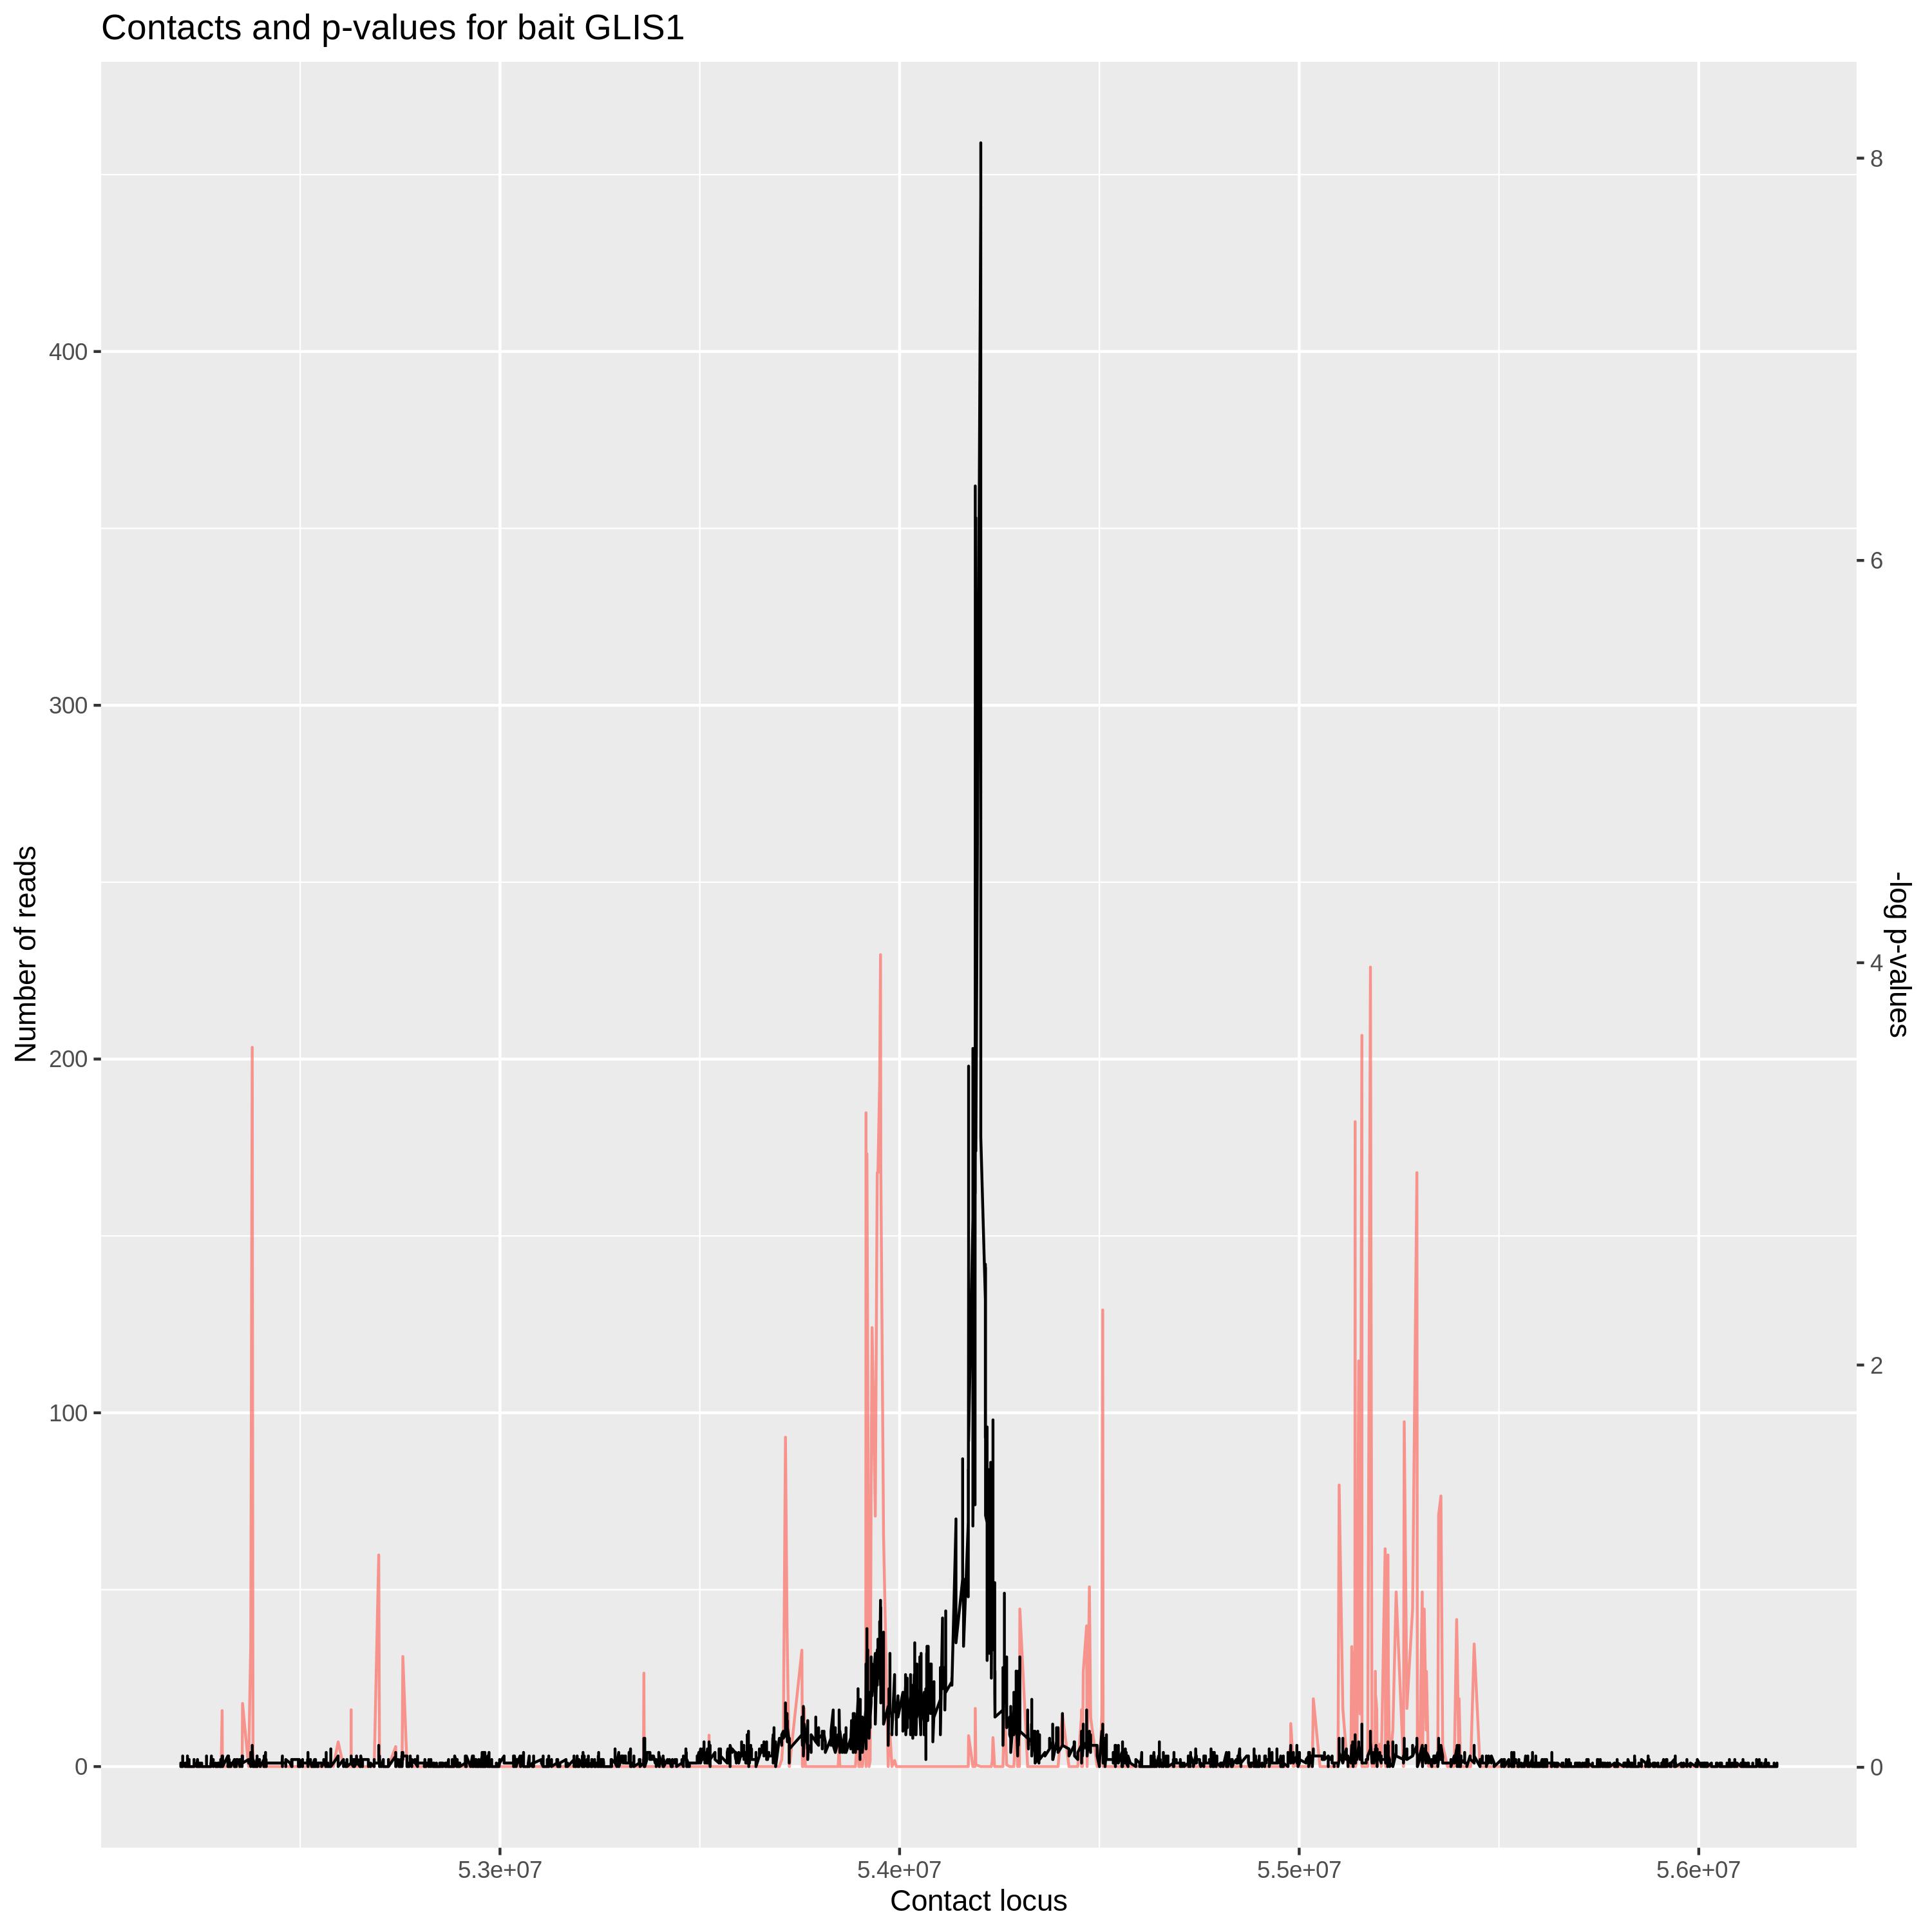 Contacts and p-values for bait GLIS1
Number of reads
400
300
200
100
0
8
6
4
2
0
-log p-values
5.3e+07
5.4e+07
5.5e+07
5.6e+07
Contact locus